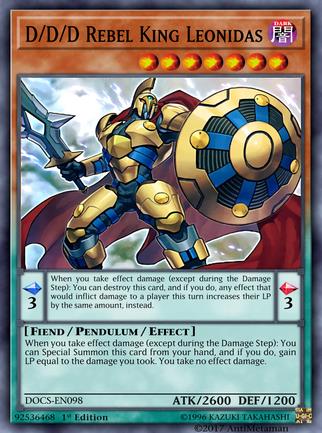 D/D/D Rebel King Leonidas
DARK
闇
When you take effect damage (except during the Damage
Step): You can destroy this card, and if you do, any effect that
would inflict damage to a player this turn increases their LP
by the same amount, instead.
3
3
[Fiend / Pendulum / Effect]
When you take effect damage (except during the Damage Step): You
can Special Summon this card from your hand, and if you do, gain
LP equal to the damage you took. You take no effect damage.
DOCS-EN098
ATK/2600 DEF/1200
92536468 1st Edition
©1996 KAZUKI TAKAHASHI
©2017 AntiMetaman